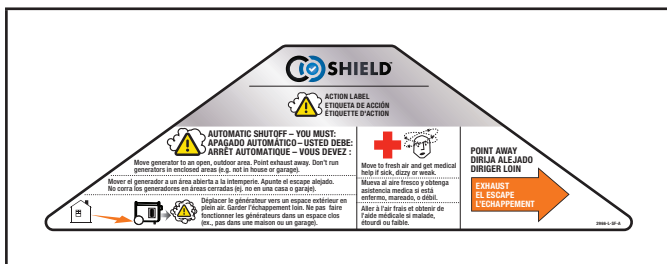 CO SHIELD™
ACTION LABEL
ETIQUETA DE ACCIÓN
ÉTIQUETTE D'ACTION
AUTOMATIC SHUTOFF – YOU MUST:
APAGADO AUTOMÁTICO – USTED DEBE:
ARRÊT AUTOMATIQUE – VOUS DEVEZ :
Move generator to an open, outdoor area. Point exhaust away. Don't run
generators in enclosed areas (e.g. not in house or garage).
Mover el generador a un área abierta a la intemperie. Apunte el escape alejado.
No corra los generadores en áreas cerradas (ej. no en una casa o garaje).
Déplacer le générateur vers un espace extérieur en
plein air. Garder l'échappement loin. Ne pas faire
fonctionner les générateurs dans un espace clos
(ex., pas dans une maison ou un garage).
Move to fresh air and get medical
help if sick, dizzy or weak.
Mueva al aire fresco y obtenga
asistencia medica si está
enfermo, mareado, o débil.
Aller à l'air frais et obtenir de
l'aide médicale si malade,
étourdi ou faible.
POINT AWAY
DIRIJA ALEJADO
DIRIGER LOIN
EXHAUST
EL ESCAPE
L'ECHAPPEMENT
2966-L-SF-A